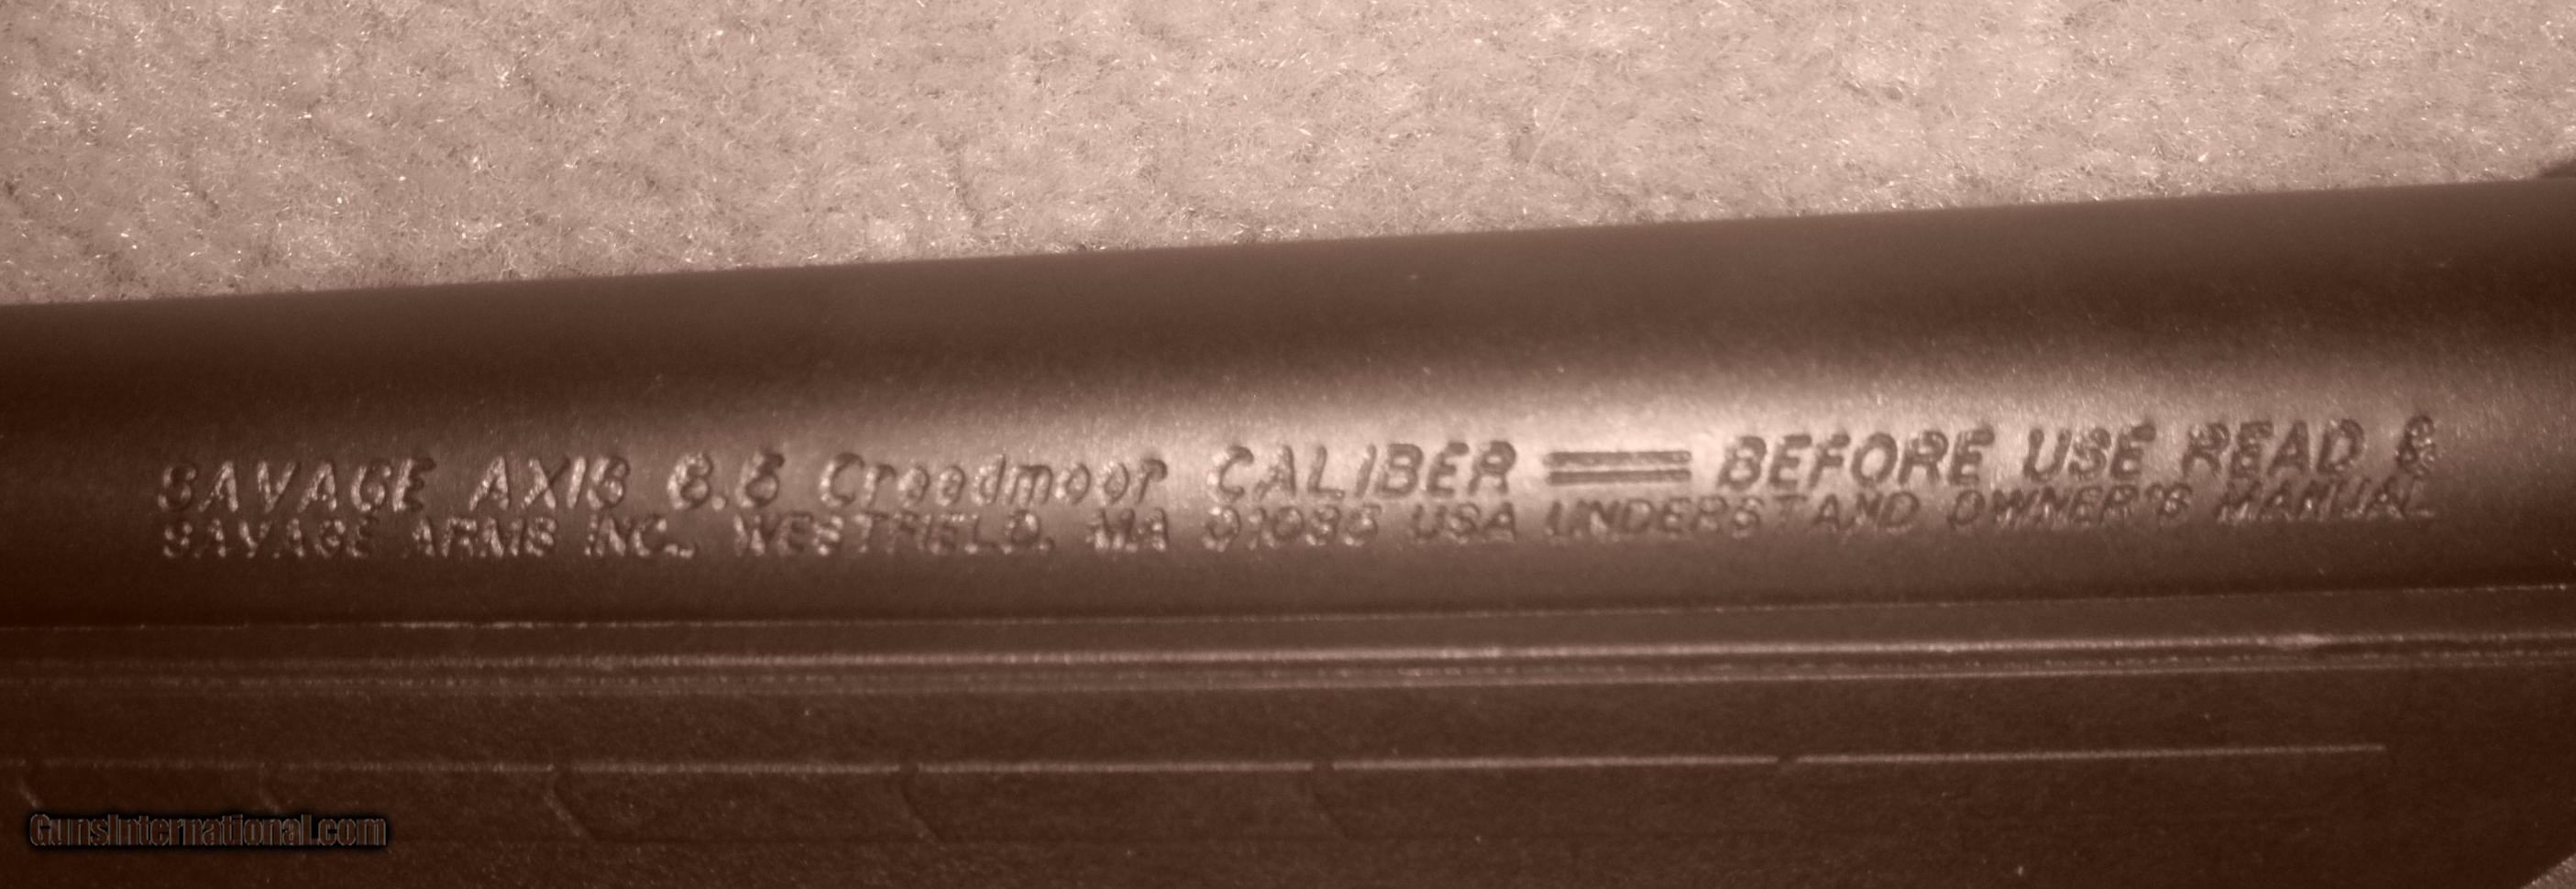 SAVAGE AXIS 6.5 Creedmoor CALIBER ═══ BEFORE USE READ &
SAVAGE ARMS INC., WESTFIELD, MA 01085 USA UNDERSTAND OWNER'S MANUAL
GunsInternational.com